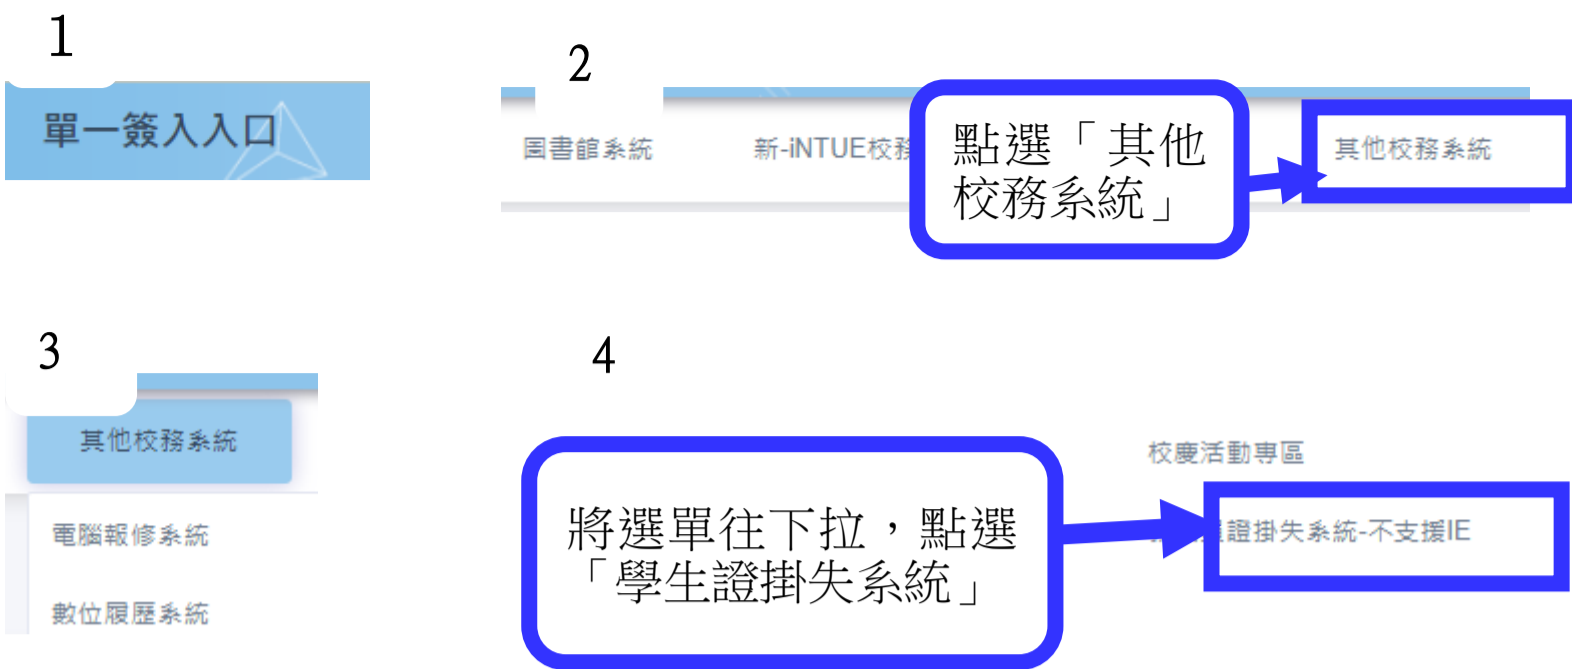 1
單一簽入入口
2
圖書館系統
新-iNTUE校務
點選「其他
校務系統」
其他校務系統
3
其他校務系統
電腦報修系統
數位履歷系統
4
將選單往下拉，點選
「學生證掛失系統」
校慶活動專區
證掛失系統-不支援IE